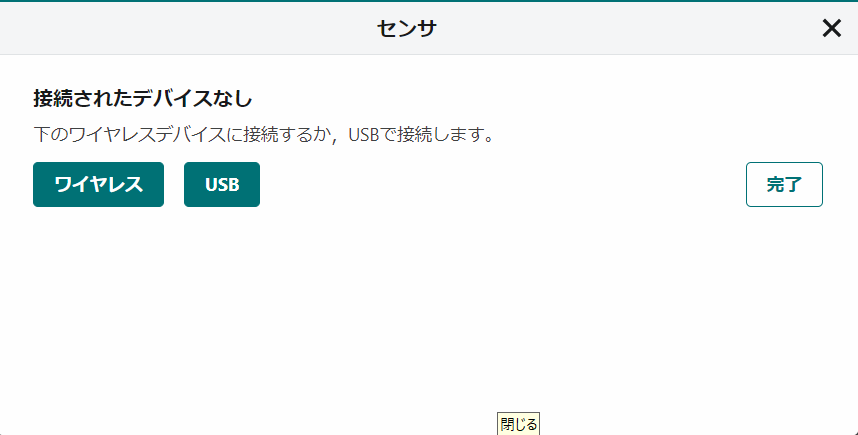 センサ
接続されたデバイスなし
下のワイヤレスデバイスに接続するか，USBで接続します。
ワイヤレス USB 完了
閉じる